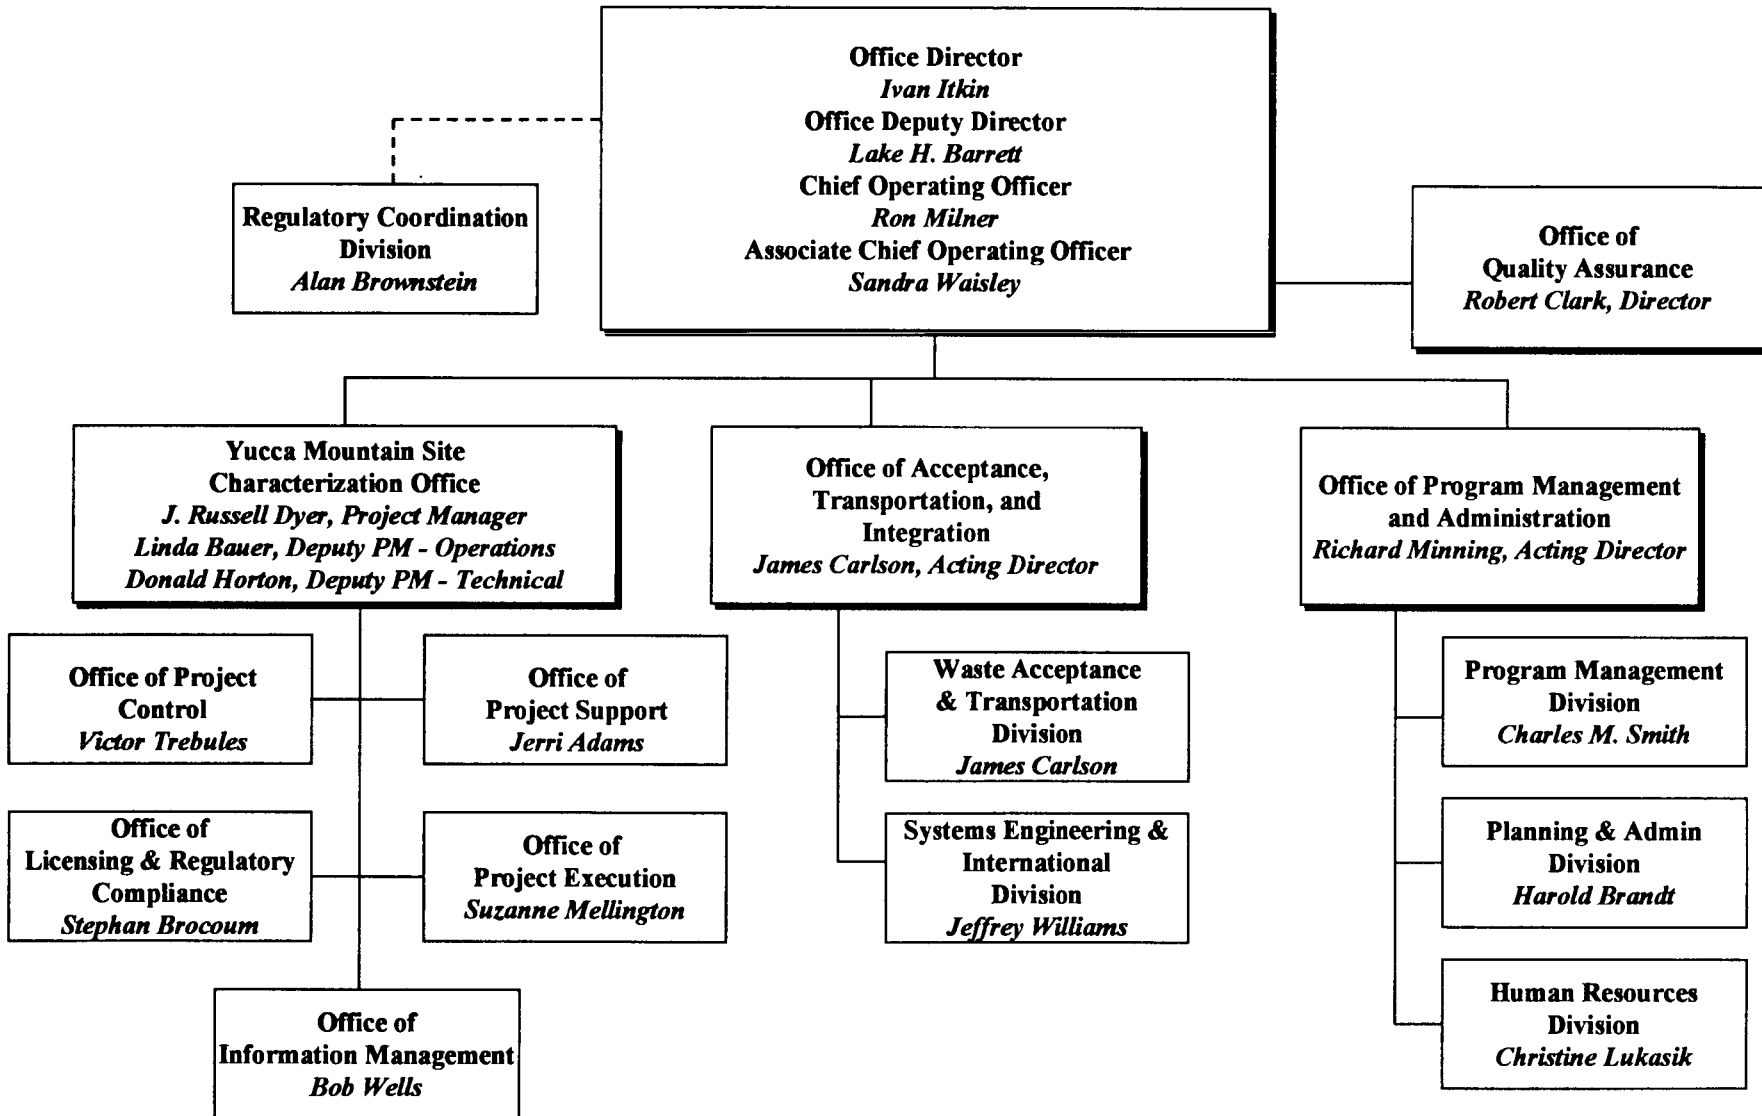 Office Director
Ivan Itkin
Office Deputy Director
Lake H. Barrett
Chief Operating Officer
Ron Milner
Associate Chief Operating Officer
Sandra Waisley
Regulatory Coordination
Division
Alan Brownstein
Office of
Quality Assurance
Robert Clark, Director
Yucca Mountain Site
Characterization Office
J. Russell Dyer, Project Manager
Linda Bauer, Deputy PM - Operations
Donald Horton, Deputy PM - Technical
Office of Acceptance,
Transportation, and
Integration
James Carlson, Acting Director
Office of Program Management
and Administration
Richard Minning, Acting Director
Office of Project
Control
Victor Trebules
Office of
Project Support
Jerri Adams
Office of
Licensing & Regulatory
Compliance
Stephan Brocoum
Office of
Project Execution
Suzanne Mellington
Office of
Information Management
Bob Wells
Waste Acceptance
& Transportation
Division
James Carlson
Systems Engineering &
International
Division
Jeffrey Williams
Program Management
Division
Charles M. Smith
Planning & Admin
Division
Harold Brandt
Human Resources
Division
Christine Lukasik